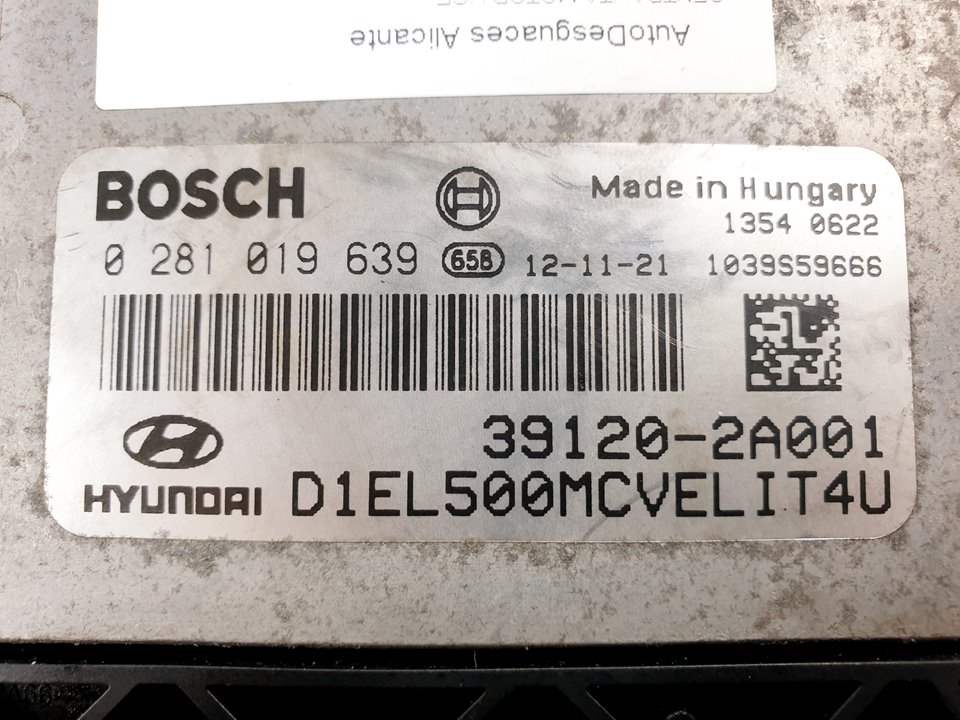 AutoDesguaces Alicante
BOSCH
Made in Hungary
1354 0622
0 281 019 639 658 12-11-21 1039S59666
39120-2A001
HYUNDAI D1EL500MCVELIT4U